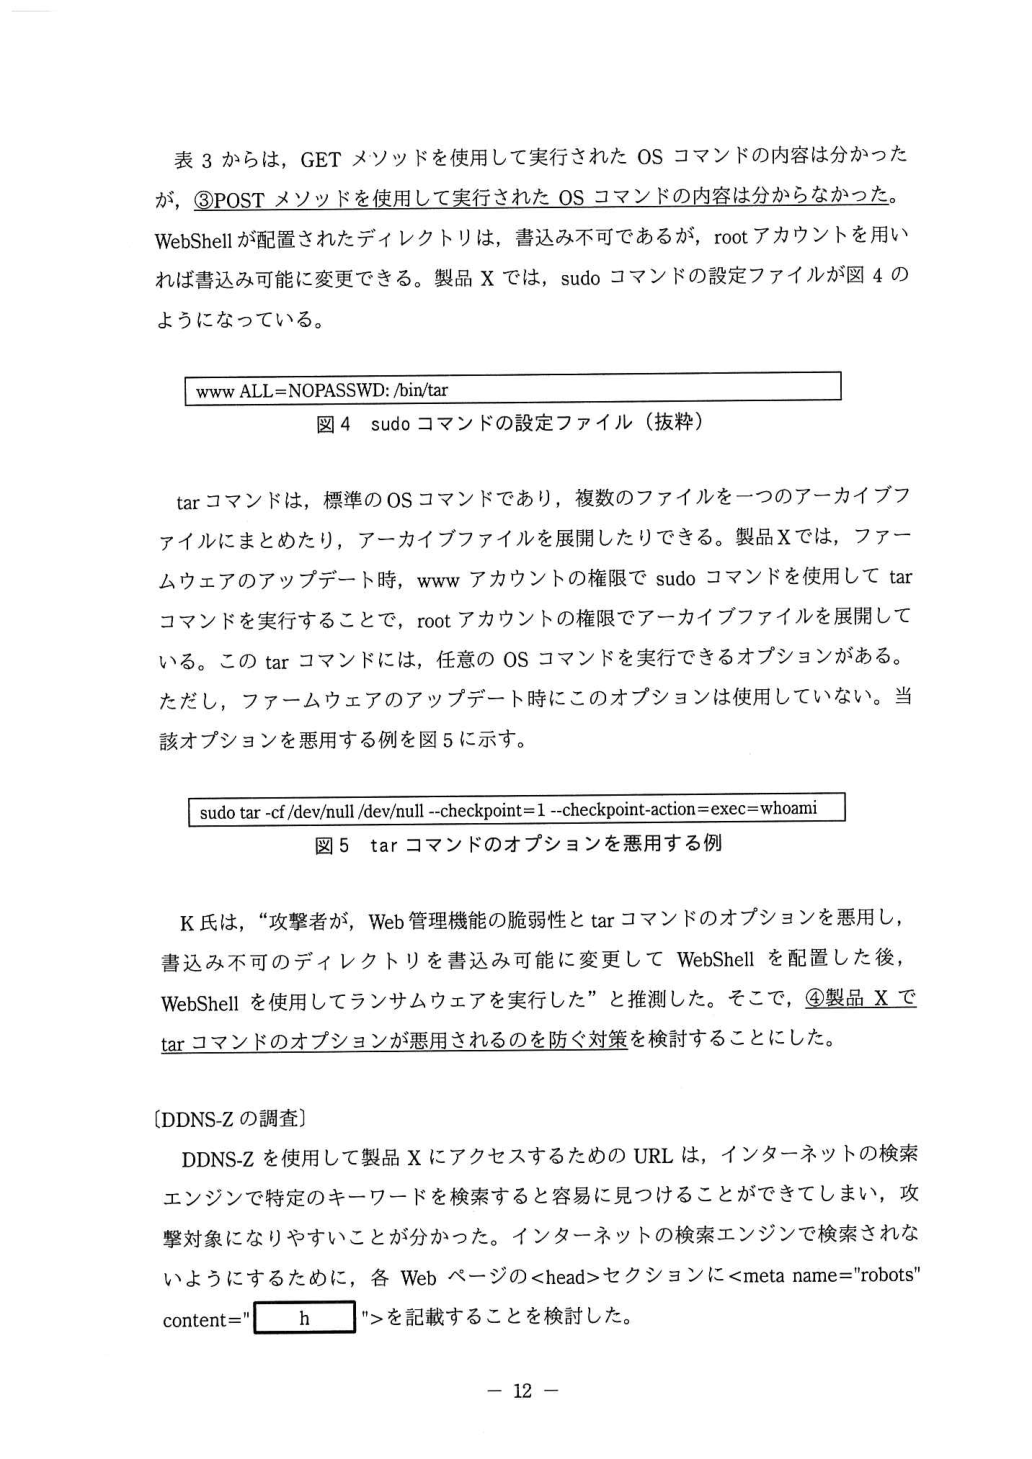 表 3 からは，GET メソッドを使用して実行された OS コマンドの内容は分かった
が，③POST メソッドを使用して実行された OS コマンドの内容は分からなかった。
WebShell が配置されたディレクトリは，書込み不可であるが，root アカウントを用い
れば書込み可能に変更できる。製品 X では，sudo コマンドの設定ファイルが図 4 の
ようになっている。
www ALL=NOPASSWD: /bin/tar
図 4　sudo コマンドの設定ファイル（抜粋）
tar コマンドは，標準の OS コマンドであり，複数のファイルを一つのアーカイブフ
ァイルにまとめたり，アーカイブファイルを展開したりできる。製品 X では，ファー
ムウェアのアップデート時，www アカウントの権限で sudo コマンドを使用して tar
コマンドを実行することで，root アカウントの権限でアーカイブファイルを展開して
いる。この tar コマンドには，任意の OS コマンドを実行できるオプションがある。
ただし，ファームウェアのアップデート時にこのオプションは使用していない。当
該オプションを悪用する例を図 5 に示す。
sudo tar -cf /dev/null /dev/null --checkpoint=1 --checkpoint-action=exec=whoami
図 5　tar コマンドのオプションを悪用する例
K 氏は，“攻撃者が，Web 管理機能の脆弱性と tar コマンドのオプションを悪用し，
書込み不可のディレクトリを書込み可能に変更して WebShell を配置した後，
WebShell を使用してランサムウェアを実行した”と推測した。そこで，④製品 X で
tar コマンドのオプションが悪用されるのを防ぐ対策を検討することにした。
〔DDNS-Z の調査〕
DDNS-Z を使用して製品 X にアクセスするための URL は，インターネットの検索
エンジンで特定のキーワードを検索すると容易に見つけることができてしまい，攻
撃対象になりやすいことが分かった。インターネットの検索エンジンで検索されな
いようにするために，各 Web ページの<head>セクションに<meta name="robots"
content=" h ">を記載することを検討した。
－ 12 －